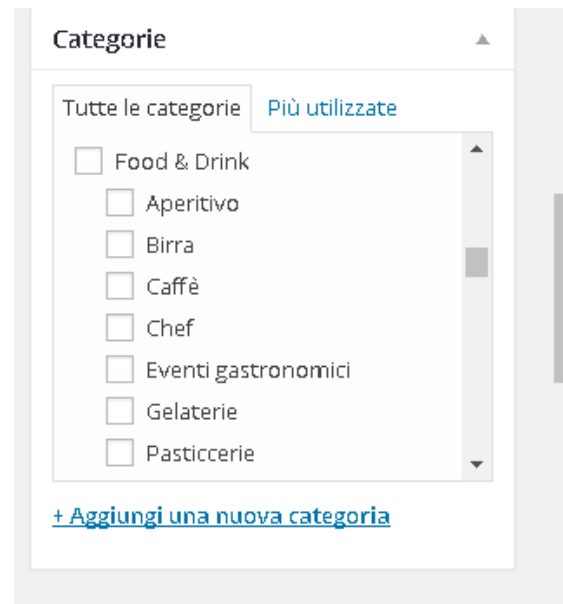 Categorie
Tutte le categorie Più utilizzate
Food & Drink
Aperitivo
Birra
Caffè
Chef
Eventi gastronomici
Gelaterie
Pasticcerie
+ Aggiungi una nuova categoria